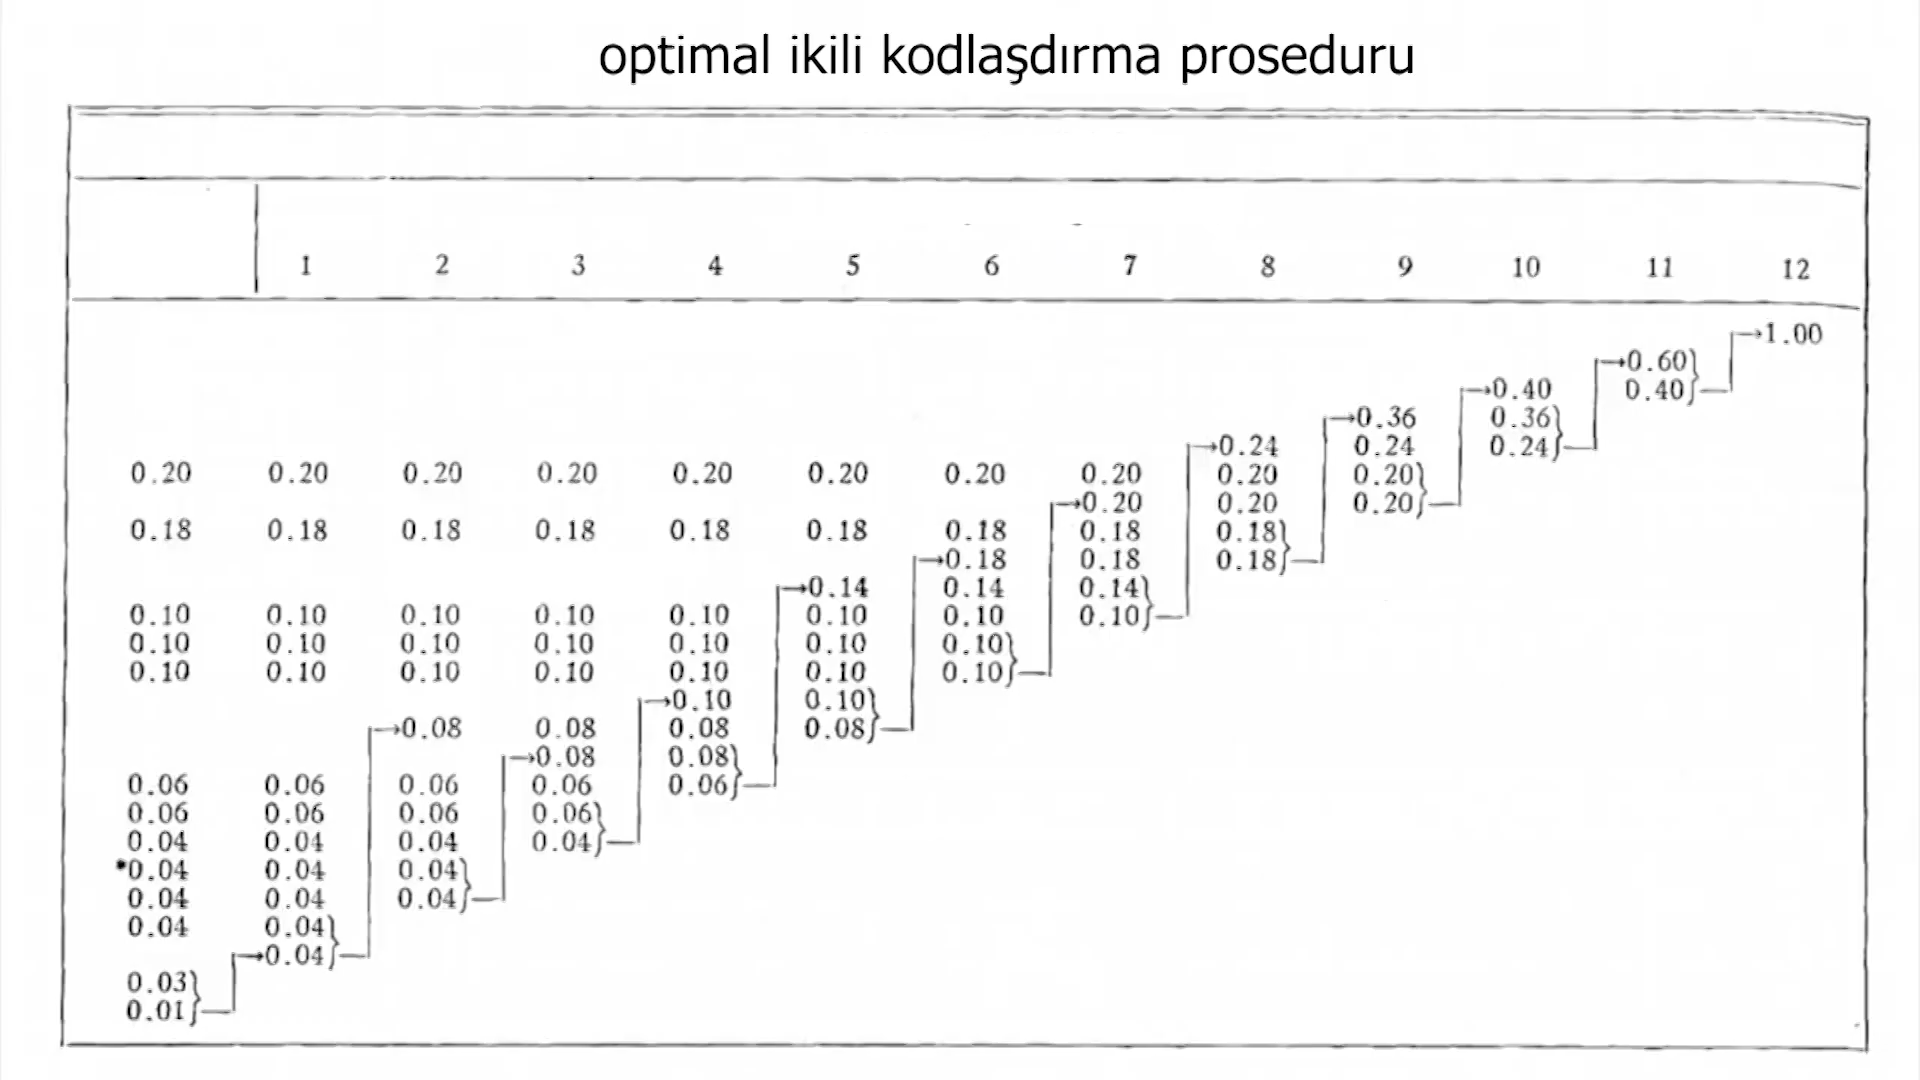 optimal ikili kodlaşdırma proseduru
1 2 3 4 5 6 7 8 9 10 11 12
→1.00
→0.60}
→0.40 0.40}
→0.36 0.36}
→0.24 0.24 0.24}
0.20 0.20 0.20 0.20 0.20 0.20 0.20 0.20 0.20 0.20}
→0.20 0.20 0.20}
0.18 0.18 0.18 0.18 0.18 0.18 0.18 0.18 0.18}
→0.18 0.18 0.18}
→0.14 0.14 0.14}
0.10 0.10 0.10 0.10 0.10 0.10 0.10 0.10}
0.10 0.10 0.10 0.10 0.10 0.10 0.10}
0.10 0.10 0.10 0.10 0.10 0.10 0.10}
→0.10 0.10}
→0.08 0.08 0.08 0.08}
→0.08 0.08}
0.06 0.06 0.06 0.06 0.06}
0.06 0.06 0.06 0.06}
0.04 0.04 0.04 0.04}
*0.04 0.04 0.04}
0.04 0.04 0.04}
0.04 0.04}
→0.04}
0.03}
0.01}